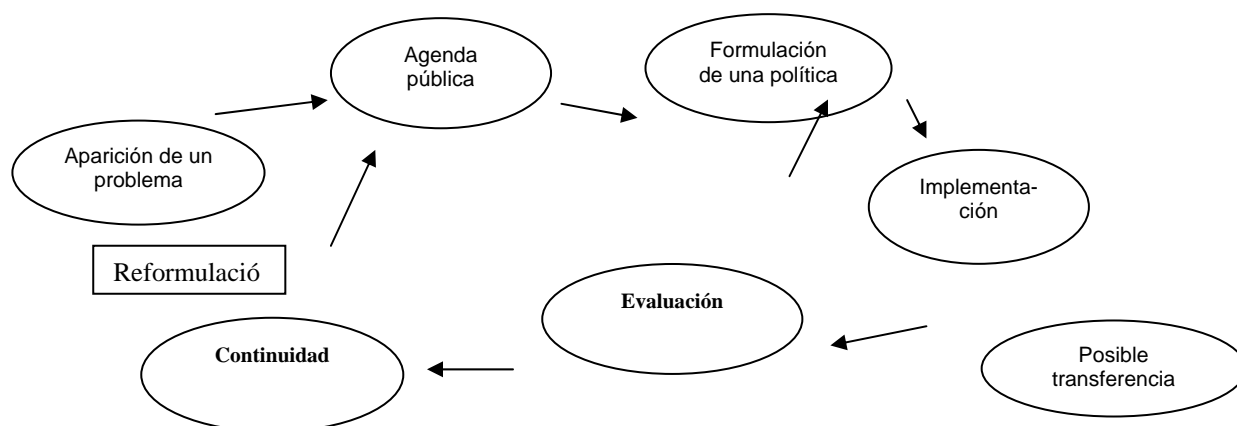 Agenda
pública
Formulación
de una política
Aparición de un
problema
Implementa-
ción
Reformulació
Evaluación
Continuidad
Posible
transferencia